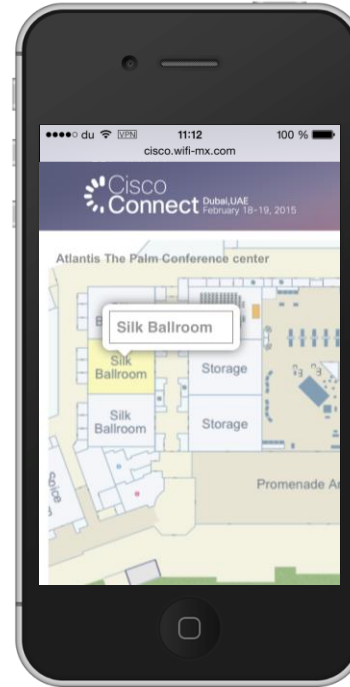 du VPN 11:12 100 %
cisco.wifi-mx.com
Cisco
Connect Dubai,UAE
February 18-19, 2015
Atlantis The Palm Conference center
Silk Ballroom
Silk
Ballroom
Storage
Silk
Ballroom
Storage
Spice
Promenade